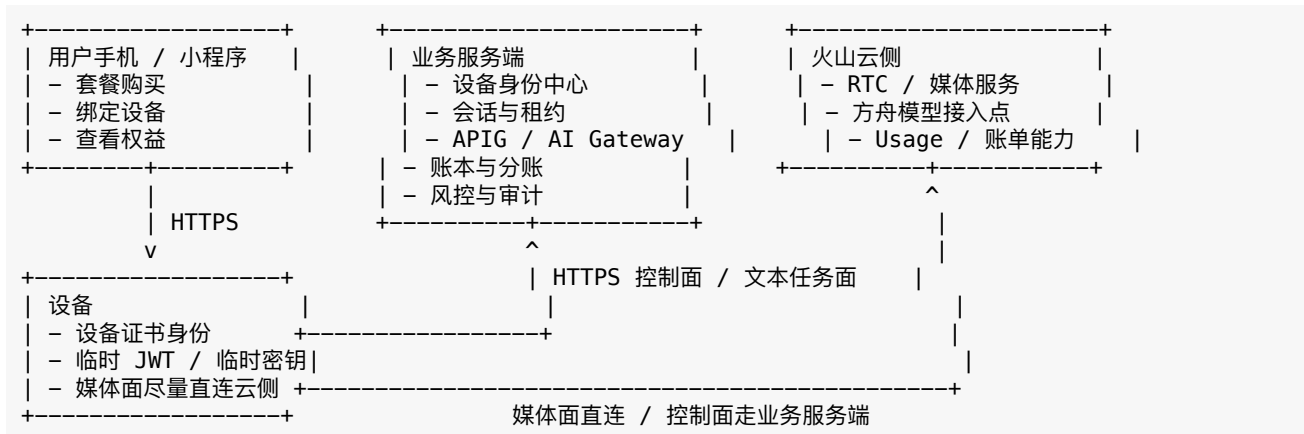 用户手机 / 小程序
– 套餐购买
– 绑定设备
– 查看权益
业务服务端
– 设备身份中心
– 会话与租约
– APIG / AI Gateway
– 账本与分账
– 风控与审计
火山云侧
– RTC / 媒体服务
– 方舟模型接入点
– Usage / 账单能力
HTTPS
HTTPS 控制面 / 文本任务面
设备
– 设备证书身份
– 临时 JWT / 临时密钥
– 媒体面尽量直连云侧
媒体面直连 / 控制面走业务服务端